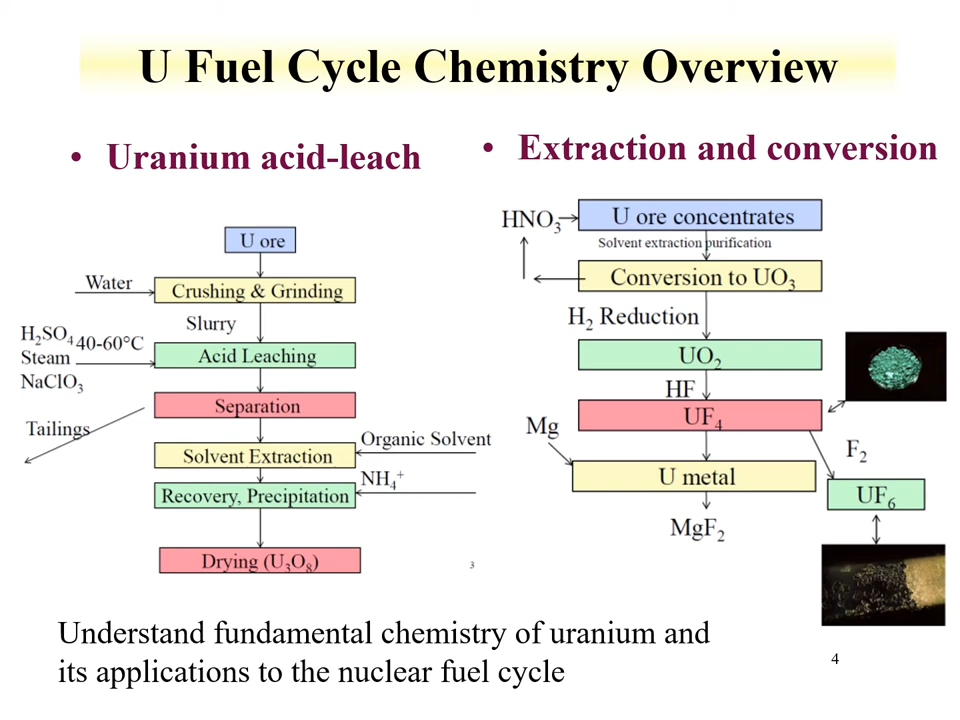 U Fuel Cycle Chemistry Overview
• Uranium acid-leach
U ore
Water
Crushing & Grinding
Slurry
H₂SO₄
Steam
NaClO₃
40-60°C
Acid Leaching
Separation
Tailings
Organic Solvent
Solvent Extraction
NH₄⁺
Recovery, Precipitation
Drying (U₃O₈)
3
• Extraction and conversion
HNO₃
U ore concentrates
Solvent extraction purification
Conversion to UO₃
H₂ Reduction
UO₂
HF
UF₄
Mg
F₂
U metal
UF₆
MgF₂
Understand fundamental chemistry of uranium and
its applications to the nuclear fuel cycle
4